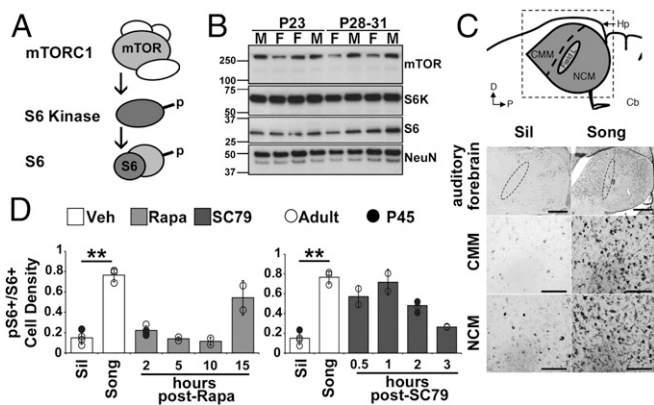 A
mTORC1
mTOR
S6 Kinase
p
S6
S6
p
B
P23
P28-31
M F F M F M F M
250
100
mTOR
75
50
S6K
37
25
S6
50
37
NeuN
C
Hp
CMM
Field L
NCM
D
P
Cb
Sil
Song
auditory
forebrain
CMM
NCM
D
Veh
Rapa
SC79
Adult
P45
pS6+/S6+
Cell Density
1
0.8
0.6
0.4
0.2
0
**
Sil
Song
2 5 10 15
hours
post-Rapa
1
0.8
0.6
0.4
0.2
0
**
Sil
Song
0.5 1 2 3
hours
post-SC79